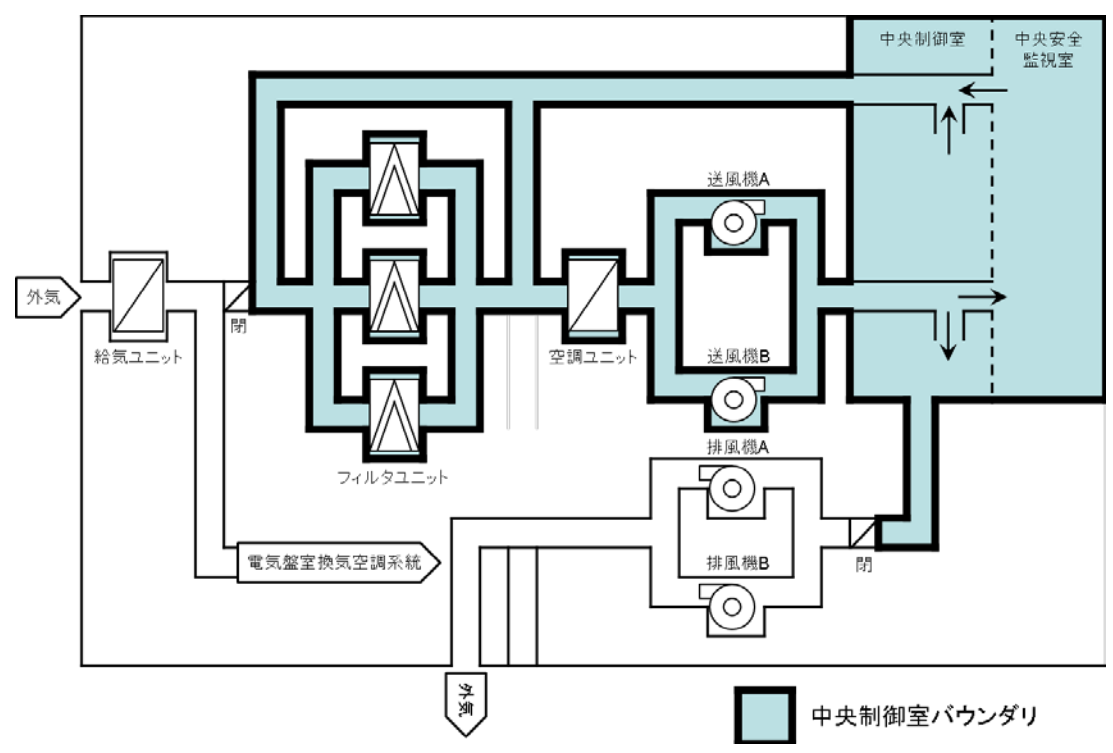 中央制御室
中央安全
監視室
送風機A
外気
閉
給気ユニット
空調ユニット
送風機B
排風機A
フィルタユニット
電気盤室換気空調系統
排風機B
閉
外気
中央制御室バウンダリ